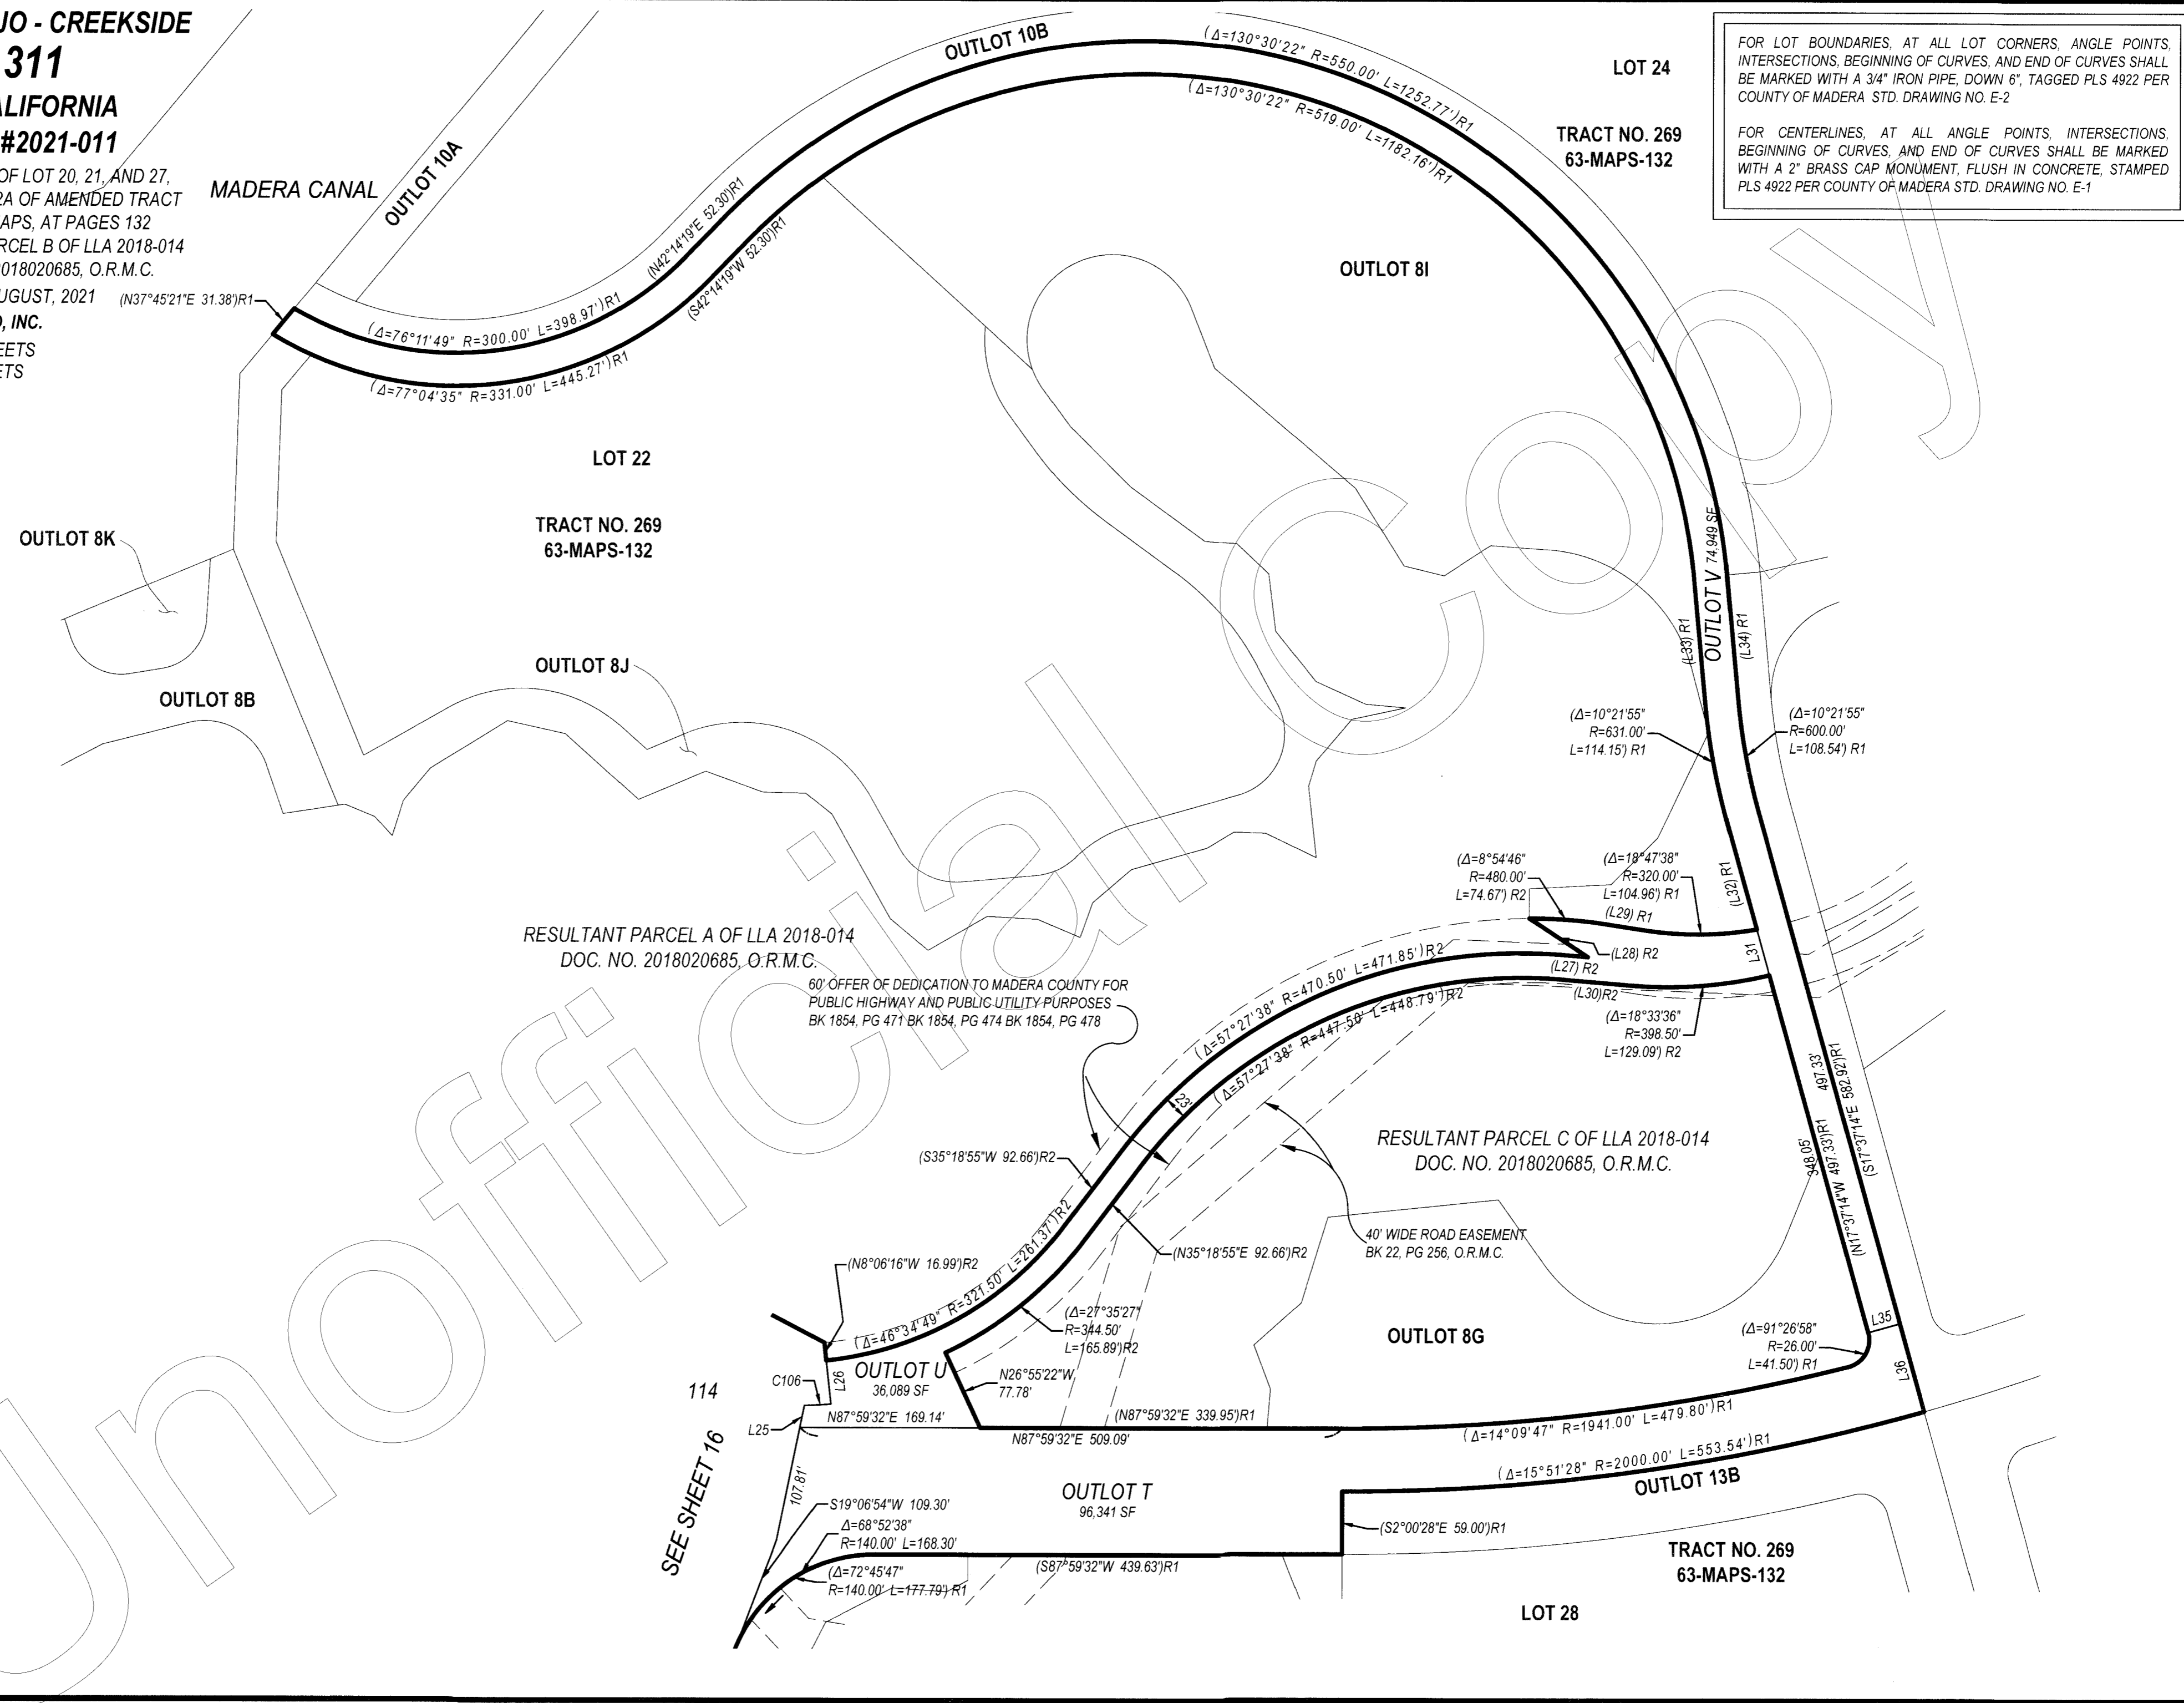 JO - CREEKSIDE
311
ALIFORNIA
#2021-011
OF LOT 20, 21, AND 27,
2A OF AMENDED TRACT
APS, AT PAGES 132
RCEL B OF LLA 2018-014
2018020685, O.R.M.C.
UGUST, 2021
, INC.
EETS
ETS
FOR LOT BOUNDARIES, AT ALL LOT CORNERS, ANGLE POINTS,
INTERSECTIONS, BEGINNING OF CURVES, AND END OF CURVES SHALL
BE MARKED WITH A 3/4" IRON PIPE, DOWN 6", TAGGED PLS 4922 PER
COUNTY OF MADERA STD. DRAWING NO. E-2
FOR CENTERLINES, AT ALL ANGLE POINTS, INTERSECTIONS,
BEGINNING OF CURVES, AND END OF CURVES SHALL BE MARKED
WITH A 2" BRASS CAP MONUMENT, FLUSH IN CONCRETE, STAMPED
PLS 4922 PER COUNTY OF MADERA STD. DRAWING NO. E-1
OUTLOT 10B
(Δ=130°30'22" R=550.00' L=1252.77')R1
(Δ=130°30'22" R=519.00' L=1182.16')R1
LOT 24
TRACT NO. 269
63-MAPS-132
MADERA CANAL
OUTLOT 10A
(N42°14'19"E 52.30')R1
(S42°14'19"W 52.30')R1
OUTLOT 8I
(N37°45'21"E 31.38')R1
(Δ=76°11'49" R=300.00' L=398.97')R1
(Δ=77°04'35" R=331.00' L=445.27')R1
LOT 22
TRACT NO. 269
63-MAPS-132
OUTLOT 8K
OUTLOT 8J
OUTLOT 8B
OUTLOT V 74,949 SF
(L33) R1
(L34) R1
(Δ=10°21'55"
R=631.00'
L=114.15') R1
(Δ=10°21'55"
R=600.00'
L=108.54') R1
(Δ=8°54'46"
R=480.00'
L=74.67') R2
(Δ=18°47'38"
R=320.00'
L=104.96') R1
(L32) R1
(L29) R1
L31
(L28) R2
(L27) R2
(L30)R2
(Δ=18°33'36"
R=398.50'
L=129.09') R2
RESULTANT PARCEL A OF LLA 2018-014
DOC. NO. 2018020685, O.R.M.C.
60' OFFER OF DEDICATION TO MADERA COUNTY FOR
PUBLIC HIGHWAY AND PUBLIC UTILITY PURPOSES
BK 1854, PG 471 BK 1854, PG 474 BK 1854, PG 478
(Δ=57°27'38" R=470.50' L=471.85')R2
(Δ=57°27'38" R=447.50' L=448.79')R2
23'
497.33'
(S17°37'14"E 582.92')R1
348.05'
(N17°37'14"W 497.33')R1
RESULTANT PARCEL C OF LLA 2018-014
DOC. NO. 2018020685, O.R.M.C.
(S35°18'55"W 92.66')R2
40' WIDE ROAD EASEMENT
BK 22, PG 256, O.R.M.C.
(N35°18'55"E 92.66')R2
(N8°06'16"W 16.99')R2
(Δ=46°34'49" R=321.50' L=261.37')R2
(Δ=27°35'27"
R=344.50'
L=165.89')R2
OUTLOT 8G
(Δ=91°26'58"
R=26.00'
L=41.50') R1
L35
L36
114
C106
L26
OUTLOT U
36,089 SF
N26°55'22"W
77.78'
L25
N87°59'32"E 169.14'
(N87°59'32"E 339.95')R1
N87°59'32"E 509.09'
(Δ=14°09'47" R=1941.00' L=479.80')R1
(Δ=15°51'28" R=2000.00' L=553.54')R1
OUTLOT 13B
SEE SHEET 16
107.81'
OUTLOT T
96,341 SF
S19°06'54"W 109.30'
Δ=68°52'38"
R=140.00' L=168.30'
(Δ=72°45'47"
R=140.00' L=177.79') R1
(S2°00'28"E 59.00')R1
(S87°59'32"W 439.63')R1
TRACT NO. 269
63-MAPS-132
LOT 28
Unofficial Copy